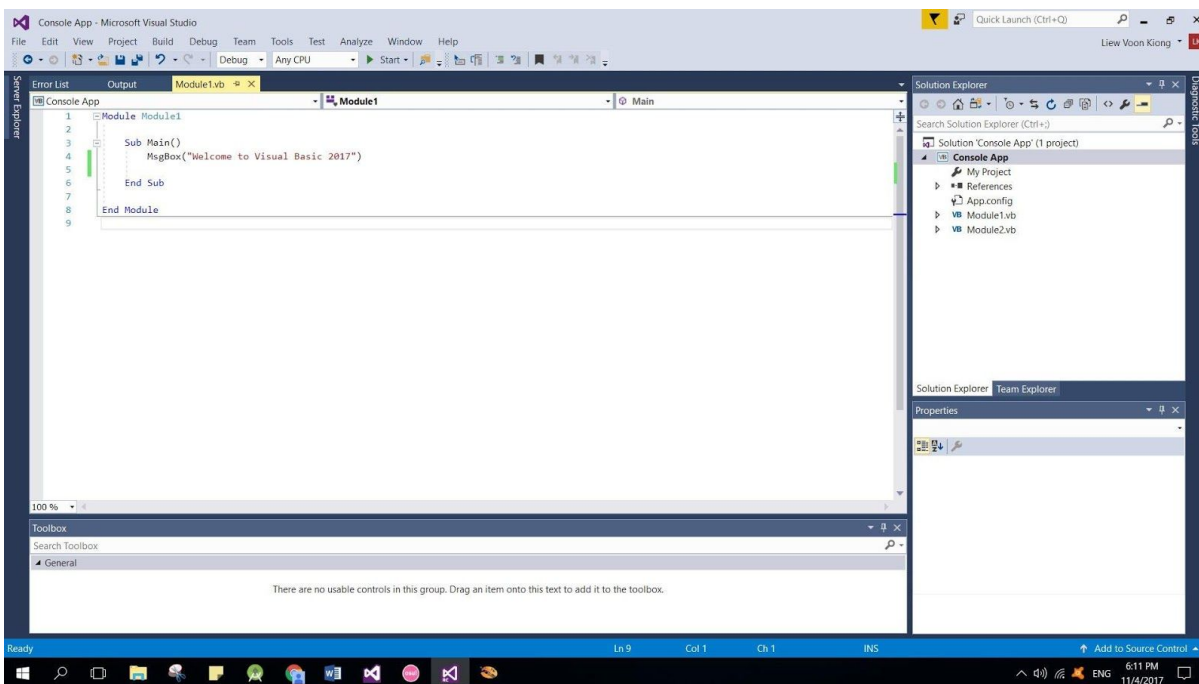 Console App - Microsoft Visual Studio
Quick Launch (Ctrl+Q)
File Edit View Project Build Debug Team Tools Test Analyze Window Help
Liew Voon Kiong
Debug Any CPU Start
Server Explorer
Error List Output Module1.vb
Console App Module1 Main
1 Module Module1
2
3 Sub Main()
4 MsgBox("Welcome to Visual Basic 2017")
5
6 End Sub
7
8 End Module
9
100 %
Toolbox
Search Toolbox
General
There are no usable controls in this group. Drag an item onto this text to add it to the toolbox.
Solution Explorer
Search Solution Explorer (Ctrl+;)
Solution 'Console App' (1 project)
VB Console App
My Project
References
App.config
VB Module1.vb
VB Module2.vb
Solution Explorer Team Explorer
Properties
Diagnostic Tools
Ready Ln 9 Col 1 Ch 1 INS Add to Source Control
ENG 6:11 PM
11/4/2017